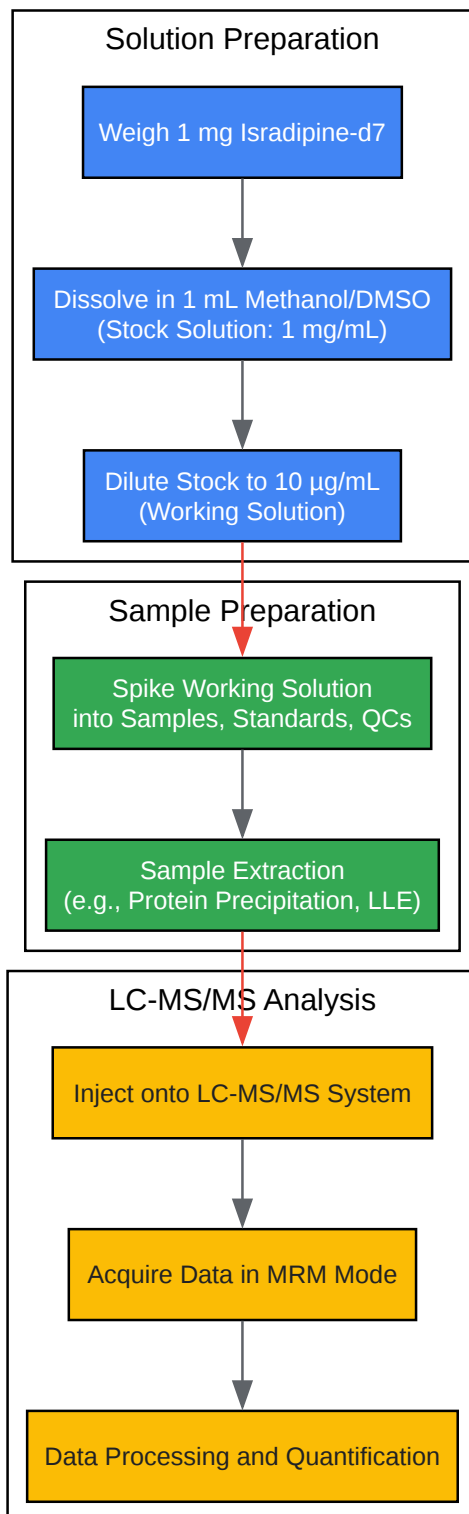 Solution Preparation
Weigh 1 mg Isradipine-d7
Dissolve in 1 mL Methanol/DMSO
(Stock Solution: 1 mg/mL)
Dilute Stock to 10 µg/mL
(Working Solution)
Sample Preparation
Spike Working Solution
into Samples, Standards, QCs
Sample Extraction
(e.g., Protein Precipitation, LLE)
LC-MS/MS Analysis
Inject onto LC-MS/MS System
Acquire Data in MRM Mode
Data Processing and Quantification